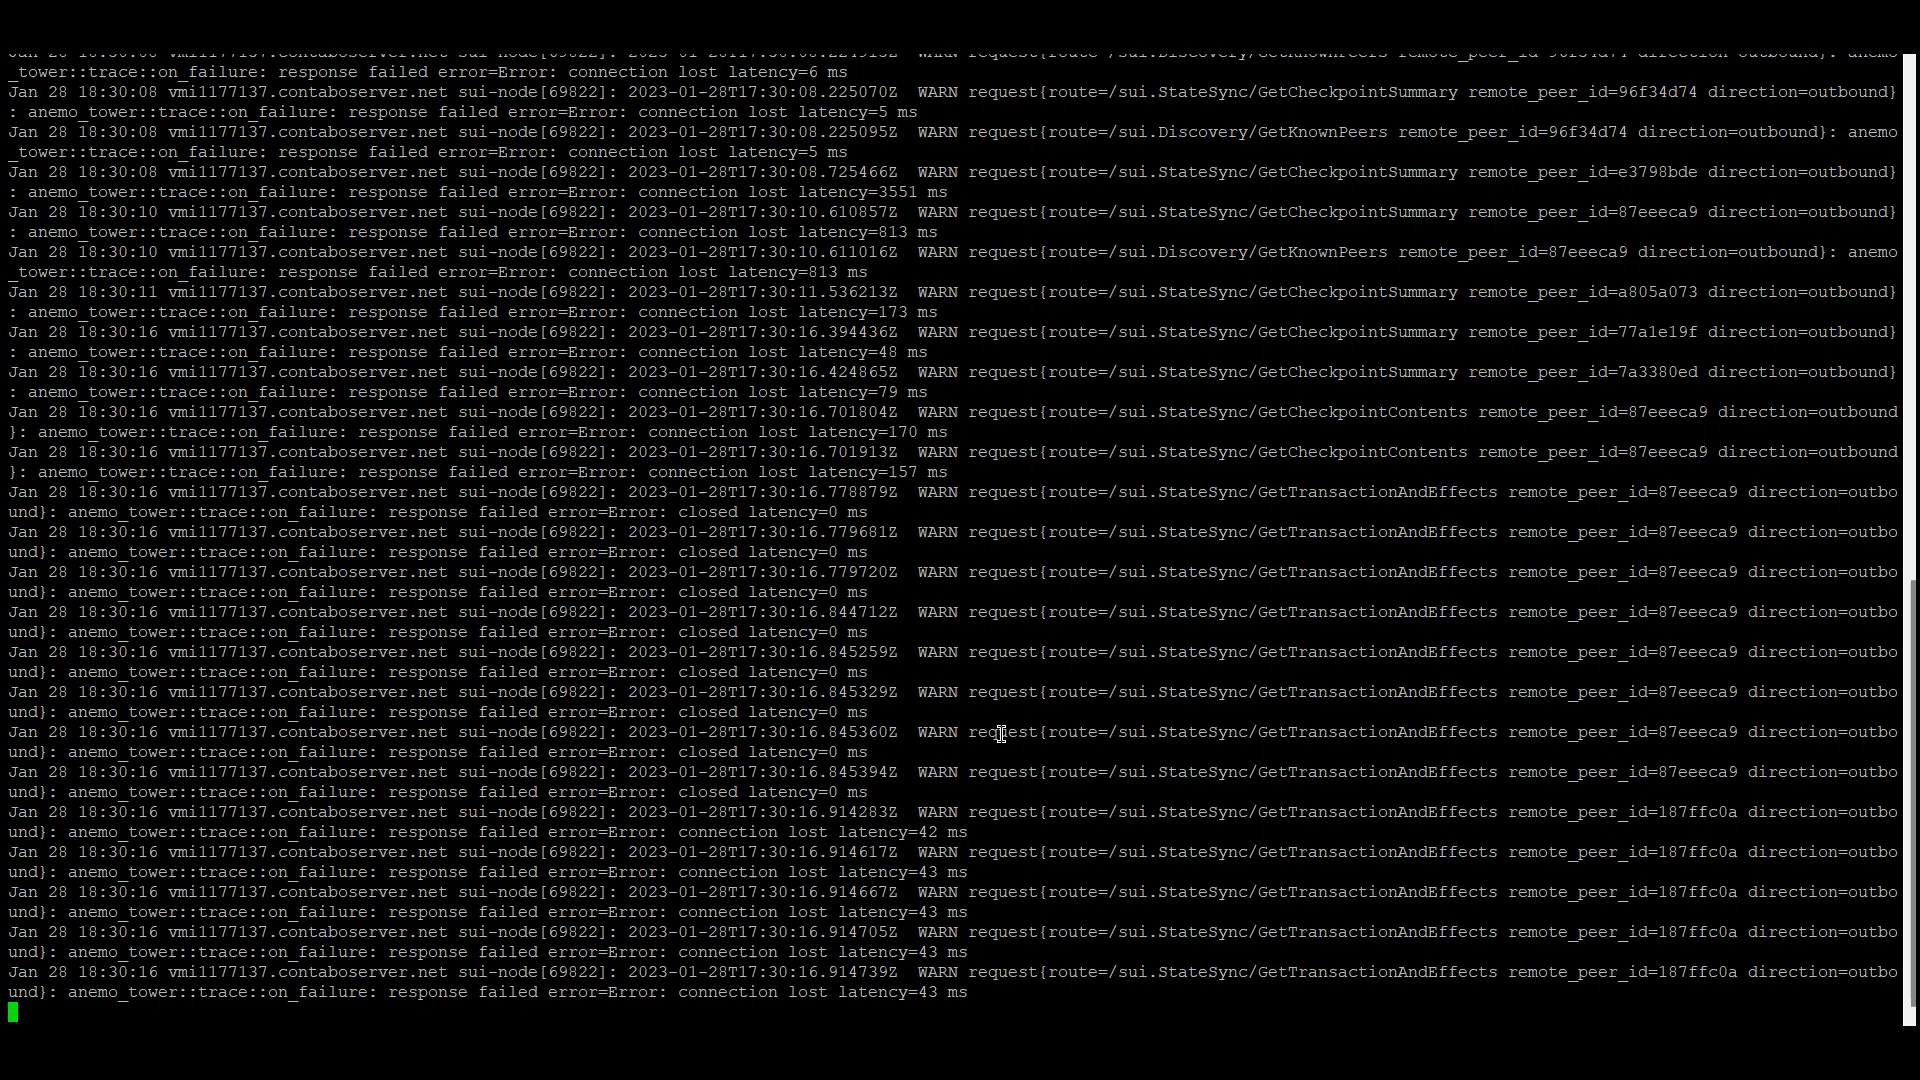 Jan 28 18:30:08 vmi1177137.contaboserver.net sui-node[69822]: 2023-01-28T17:30:08.224915Z  WARN request{route=/sui.Discovery/GetKnownPeers remote_peer_id=96f34d74 direction=outbound}: anemo
_tower::trace::on_failure: response failed error=Error: connection lost latency=6 ms
Jan 28 18:30:08 vmi1177137.contaboserver.net sui-node[69822]: 2023-01-28T17:30:08.225070Z  WARN request{route=/sui.StateSync/GetCheckpointSummary remote_peer_id=96f34d74 direction=outbound}
: anemo_tower::trace::on_failure: response failed error=Error: connection lost latency=5 ms
Jan 28 18:30:08 vmi1177137.contaboserver.net sui-node[69822]: 2023-01-28T17:30:08.225095Z  WARN request{route=/sui.Discovery/GetKnownPeers remote_peer_id=96f34d74 direction=outbound}: anemo
_tower::trace::on_failure: response failed error=Error: connection lost latency=5 ms
Jan 28 18:30:08 vmi1177137.contaboserver.net sui-node[69822]: 2023-01-28T17:30:08.725466Z  WARN request{route=/sui.StateSync/GetCheckpointSummary remote_peer_id=e3798bde direction=outbound}
: anemo_tower::trace::on_failure: response failed error=Error: connection lost latency=3551 ms
Jan 28 18:30:10 vmi1177137.contaboserver.net sui-node[69822]: 2023-01-28T17:30:10.610857Z  WARN request{route=/sui.StateSync/GetCheckpointSummary remote_peer_id=87eeeca9 direction=outbound}
: anemo_tower::trace::on_failure: response failed error=Error: connection lost latency=813 ms
Jan 28 18:30:10 vmi1177137.contaboserver.net sui-node[69822]: 2023-01-28T17:30:10.611016Z  WARN request{route=/sui.Discovery/GetKnownPeers remote_peer_id=87eeeca9 direction=outbound}: anemo
_tower::trace::on_failure: response failed error=Error: connection lost latency=813 ms
Jan 28 18:30:11 vmi1177137.contaboserver.net sui-node[69822]: 2023-01-28T17:30:11.536213Z  WARN request{route=/sui.StateSync/GetCheckpointSummary remote_peer_id=a805a073 direction=outbound}
: anemo_tower::trace::on_failure: response failed error=Error: connection lost latency=173 ms
Jan 28 18:30:16 vmi1177137.contaboserver.net sui-node[69822]: 2023-01-28T17:30:16.394436Z  WARN request{route=/sui.StateSync/GetCheckpointSummary remote_peer_id=77a1e19f direction=outbound}
: anemo_tower::trace::on_failure: response failed error=Error: connection lost latency=48 ms
Jan 28 18:30:16 vmi1177137.contaboserver.net sui-node[69822]: 2023-01-28T17:30:16.424865Z  WARN request{route=/sui.StateSync/GetCheckpointSummary remote_peer_id=7a3380ed direction=outbound}
: anemo_tower::trace::on_failure: response failed error=Error: connection lost latency=79 ms
Jan 28 18:30:16 vmi1177137.contaboserver.net sui-node[69822]: 2023-01-28T17:30:16.701804Z  WARN request{route=/sui.StateSync/GetCheckpointContents remote_peer_id=87eeeca9 direction=outbound
}: anemo_tower::trace::on_failure: response failed error=Error: connection lost latency=170 ms
Jan 28 18:30:16 vmi1177137.contaboserver.net sui-node[69822]: 2023-01-28T17:30:16.701913Z  WARN request{route=/sui.StateSync/GetCheckpointContents remote_peer_id=87eeeca9 direction=outbound
}: anemo_tower::trace::on_failure: response failed error=Error: connection lost latency=157 ms
Jan 28 18:30:16 vmi1177137.contaboserver.net sui-node[69822]: 2023-01-28T17:30:16.778879Z  WARN request{route=/sui.StateSync/GetTransactionAndEffects remote_peer_id=87eeeca9 direction=outbo
und}: anemo_tower::trace::on_failure: response failed error=Error: closed latency=0 ms
Jan 28 18:30:16 vmi1177137.contaboserver.net sui-node[69822]: 2023-01-28T17:30:16.779681Z  WARN request{route=/sui.StateSync/GetTransactionAndEffects remote_peer_id=87eeeca9 direction=outbo
und}: anemo_tower::trace::on_failure: response failed error=Error: closed latency=0 ms
Jan 28 18:30:16 vmi1177137.contaboserver.net sui-node[69822]: 2023-01-28T17:30:16.779720Z  WARN request{route=/sui.StateSync/GetTransactionAndEffects remote_peer_id=87eeeca9 direction=outbo
und}: anemo_tower::trace::on_failure: response failed error=Error: closed latency=0 ms
Jan 28 18:30:16 vmi1177137.contaboserver.net sui-node[69822]: 2023-01-28T17:30:16.844712Z  WARN request{route=/sui.StateSync/GetTransactionAndEffects remote_peer_id=87eeeca9 direction=outbo
und}: anemo_tower::trace::on_failure: response failed error=Error: closed latency=0 ms
Jan 28 18:30:16 vmi1177137.contaboserver.net sui-node[69822]: 2023-01-28T17:30:16.845259Z  WARN request{route=/sui.StateSync/GetTransactionAndEffects remote_peer_id=87eeeca9 direction=outbo
und}: anemo_tower::trace::on_failure: response failed error=Error: closed latency=0 ms
Jan 28 18:30:16 vmi1177137.contaboserver.net sui-node[69822]: 2023-01-28T17:30:16.845329Z  WARN request{route=/sui.StateSync/GetTransactionAndEffects remote_peer_id=87eeeca9 direction=outbo
und}: anemo_tower::trace::on_failure: response failed error=Error: closed latency=0 ms
Jan 28 18:30:16 vmi1177137.contaboserver.net sui-node[69822]: 2023-01-28T17:30:16.845360Z  WARN request{route=/sui.StateSync/GetTransactionAndEffects remote_peer_id=87eeeca9 direction=outbo
und}: anemo_tower::trace::on_failure: response failed error=Error: closed latency=0 ms
Jan 28 18:30:16 vmi1177137.contaboserver.net sui-node[69822]: 2023-01-28T17:30:16.845394Z  WARN request{route=/sui.StateSync/GetTransactionAndEffects remote_peer_id=87eeeca9 direction=outbo
und}: anemo_tower::trace::on_failure: response failed error=Error: closed latency=0 ms
Jan 28 18:30:16 vmi1177137.contaboserver.net sui-node[69822]: 2023-01-28T17:30:16.914283Z  WARN request{route=/sui.StateSync/GetTransactionAndEffects remote_peer_id=187ffc0a direction=outbo
und}: anemo_tower::trace::on_failure: response failed error=Error: connection lost latency=42 ms
Jan 28 18:30:16 vmi1177137.contaboserver.net sui-node[69822]: 2023-01-28T17:30:16.914617Z  WARN request{route=/sui.StateSync/GetTransactionAndEffects remote_peer_id=187ffc0a direction=outbo
und}: anemo_tower::trace::on_failure: response failed error=Error: connection lost latency=43 ms
Jan 28 18:30:16 vmi1177137.contaboserver.net sui-node[69822]: 2023-01-28T17:30:16.914667Z  WARN request{route=/sui.StateSync/GetTransactionAndEffects remote_peer_id=187ffc0a direction=outbo
und}: anemo_tower::trace::on_failure: response failed error=Error: connection lost latency=43 ms
Jan 28 18:30:16 vmi1177137.contaboserver.net sui-node[69822]: 2023-01-28T17:30:16.914705Z  WARN request{route=/sui.StateSync/GetTransactionAndEffects remote_peer_id=187ffc0a direction=outbo
und}: anemo_tower::trace::on_failure: response failed error=Error: connection lost latency=43 ms
Jan 28 18:30:16 vmi1177137.contaboserver.net sui-node[69822]: 2023-01-28T17:30:16.914739Z  WARN request{route=/sui.StateSync/GetTransactionAndEffects remote_peer_id=187ffc0a direction=outbo
und}: anemo_tower::trace::on_failure: response failed error=Error: connection lost latency=43 ms